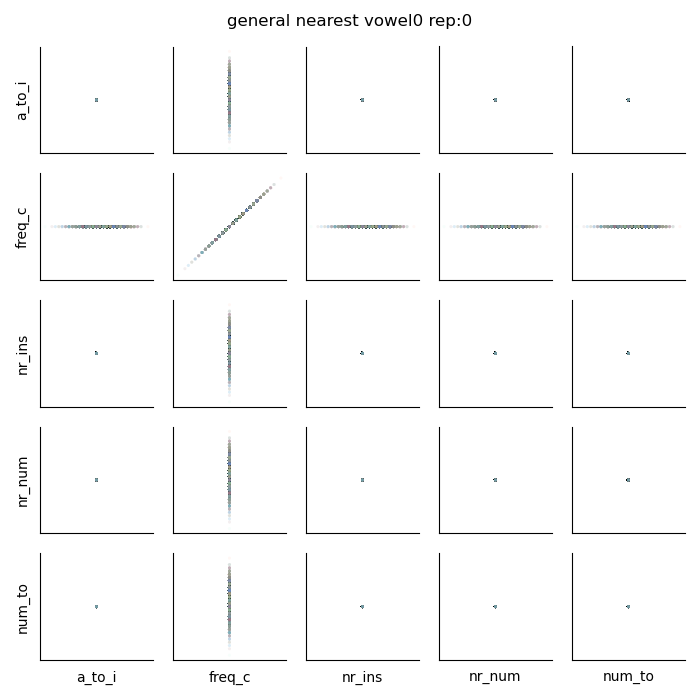 general nearest vowel0 rep:0
a_to_i
freq_c
nr_ins
nr_num
num_to
a_to_i freq_c nr_ins nr_num num_to